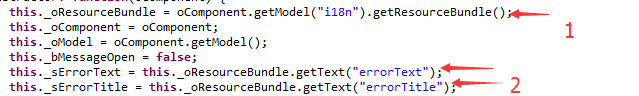 this._oResourceBundle = oComponent.getModel("i18n").getResourceBundle();
1
this._oComponent = oComponent;
this._oModel = oComponent.getModel();
this._bMessageOpen = false;
this._sErrorText = this._oResourceBundle.getText("errorText");
this._sErrorTitle = this._oResourceBundle.getText("errorTitle");
2